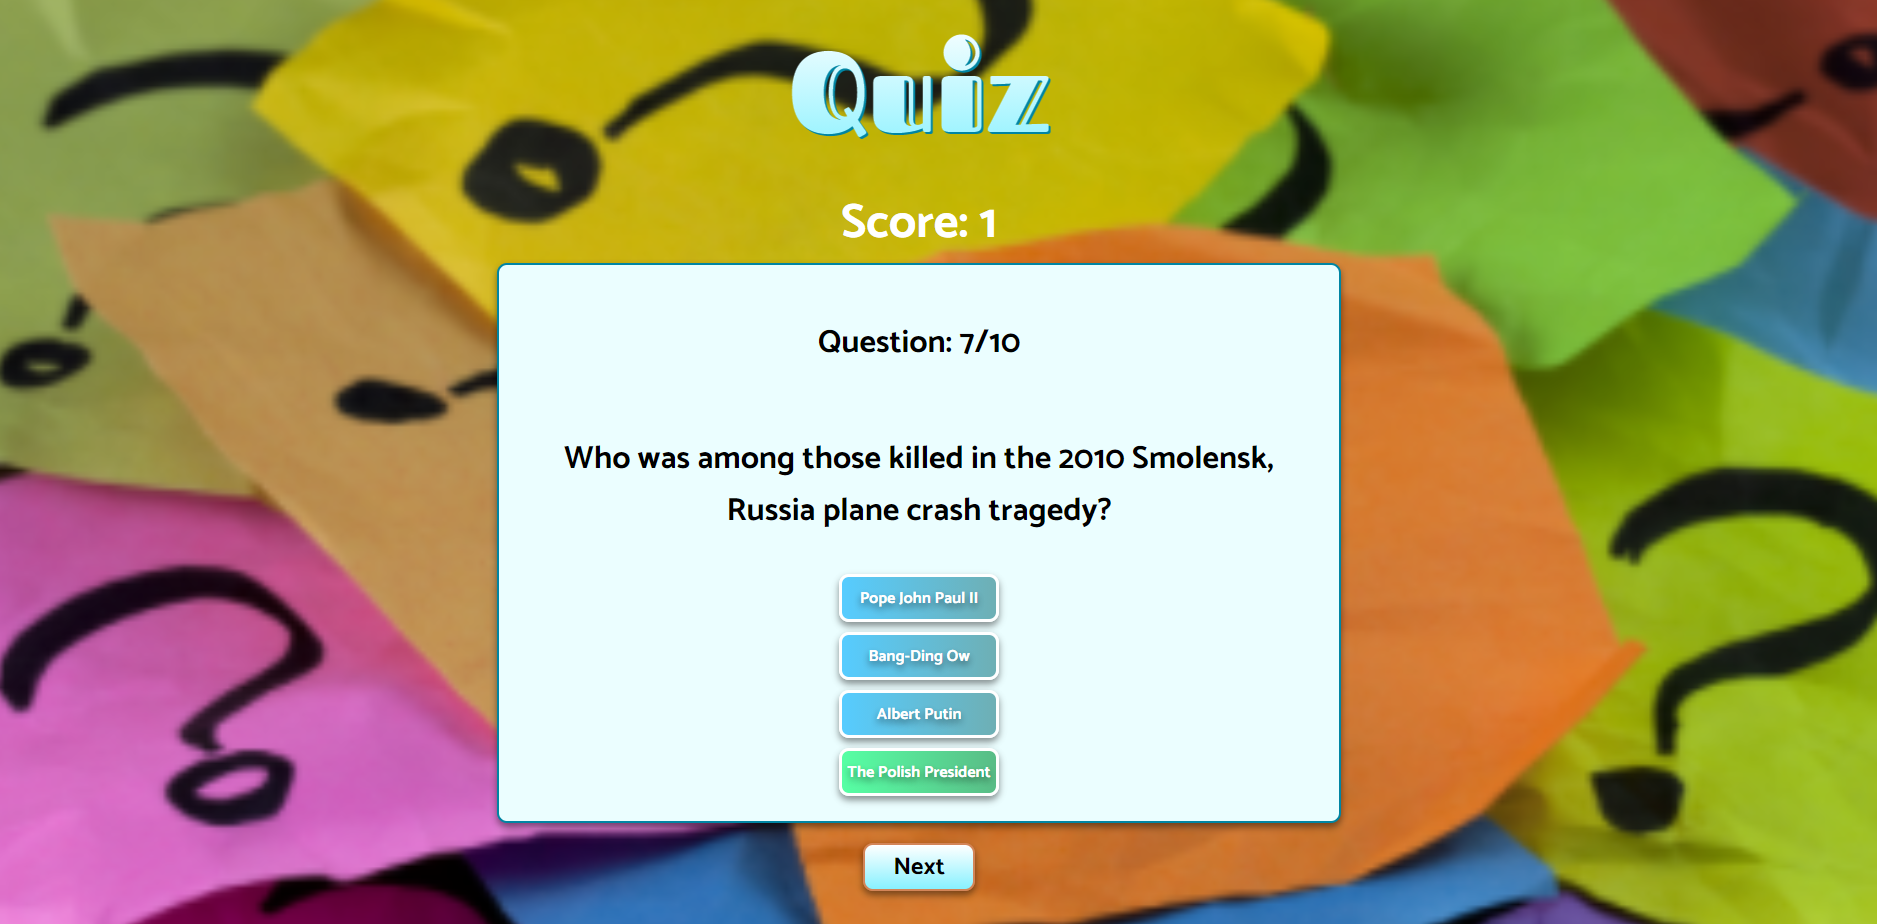 Quiz
Score: 1
Question: 7/10
Who was among those killed in the 2010 Smolensk,
Russia plane crash tragedy?
Pope John Paul II
Bang-Ding Ow
Albert Putin
The Polish President
Next